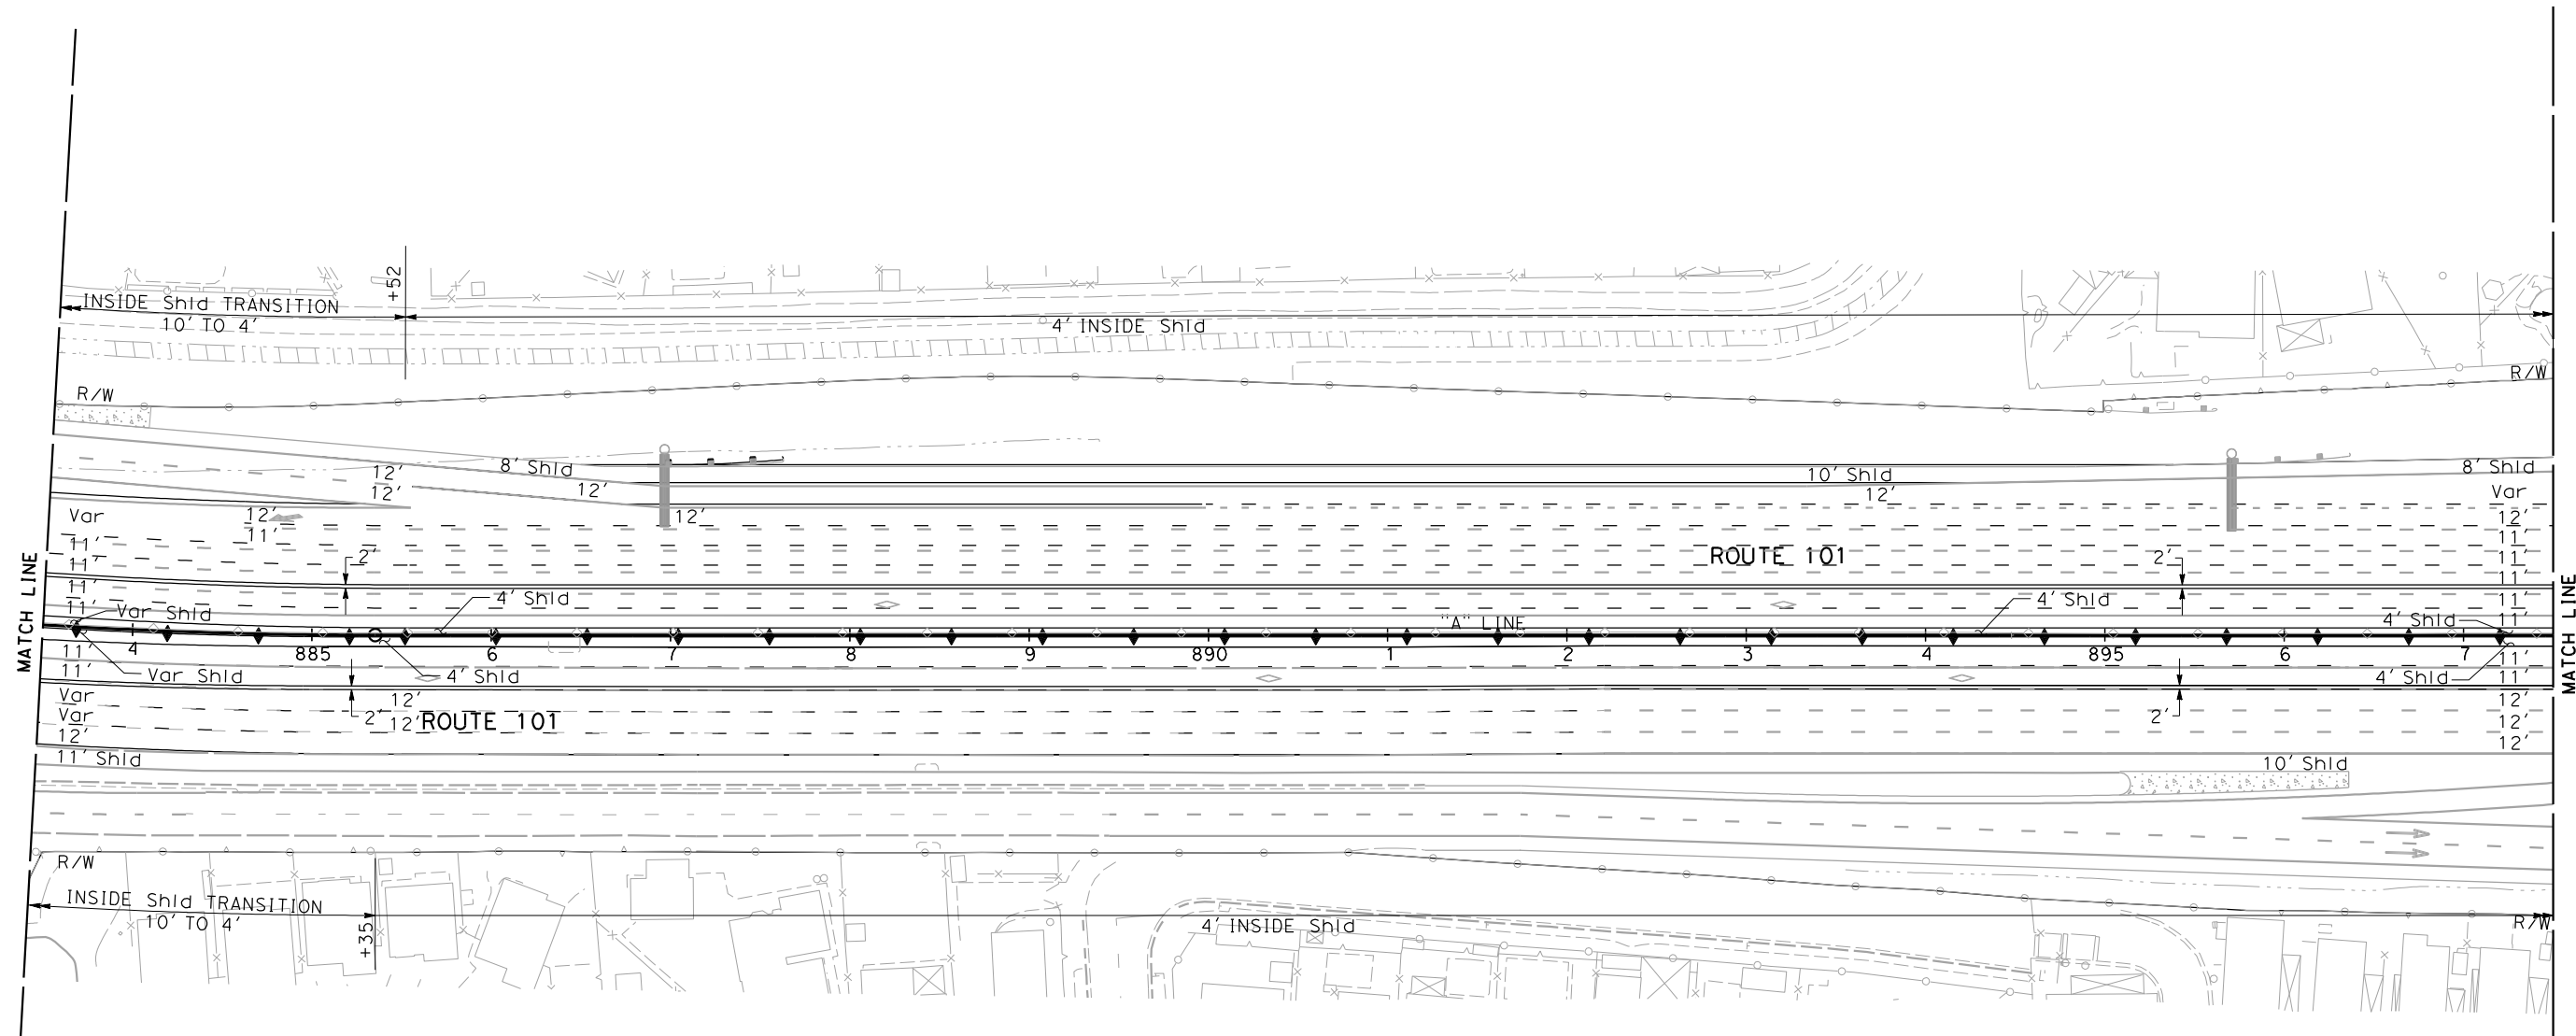 +52
INSIDE Shld TRANSITION
10' TO 4'
4' INSIDE Shld
R/W
R/W
8' Shld
12'
12'
12'
10' Shld
12'
8' Shld
Var
Var
12'
11'
12'
12'
11'
11'
11'
11'
11'
11'
11'
11'
11'
2'
ROUTE 101
2'
MATCH LINE
MATCH LINE
Var Shld
4' Shld
"A" LINE
4' Shld
4' Shld
4
885
6
7
8
9
890
1
2
3
4
895
6
7
11'
11'
11'
11'
Var Shld
4' Shld
4' Shld
Var
Var
12'
12'
12'
2'
ROUTE 101
2'
12'
12'
12'
11' Shld
10' Shld
R/W
INSIDE Shld TRANSITION
10' TO 4'
+35
4' INSIDE Shld
R/W